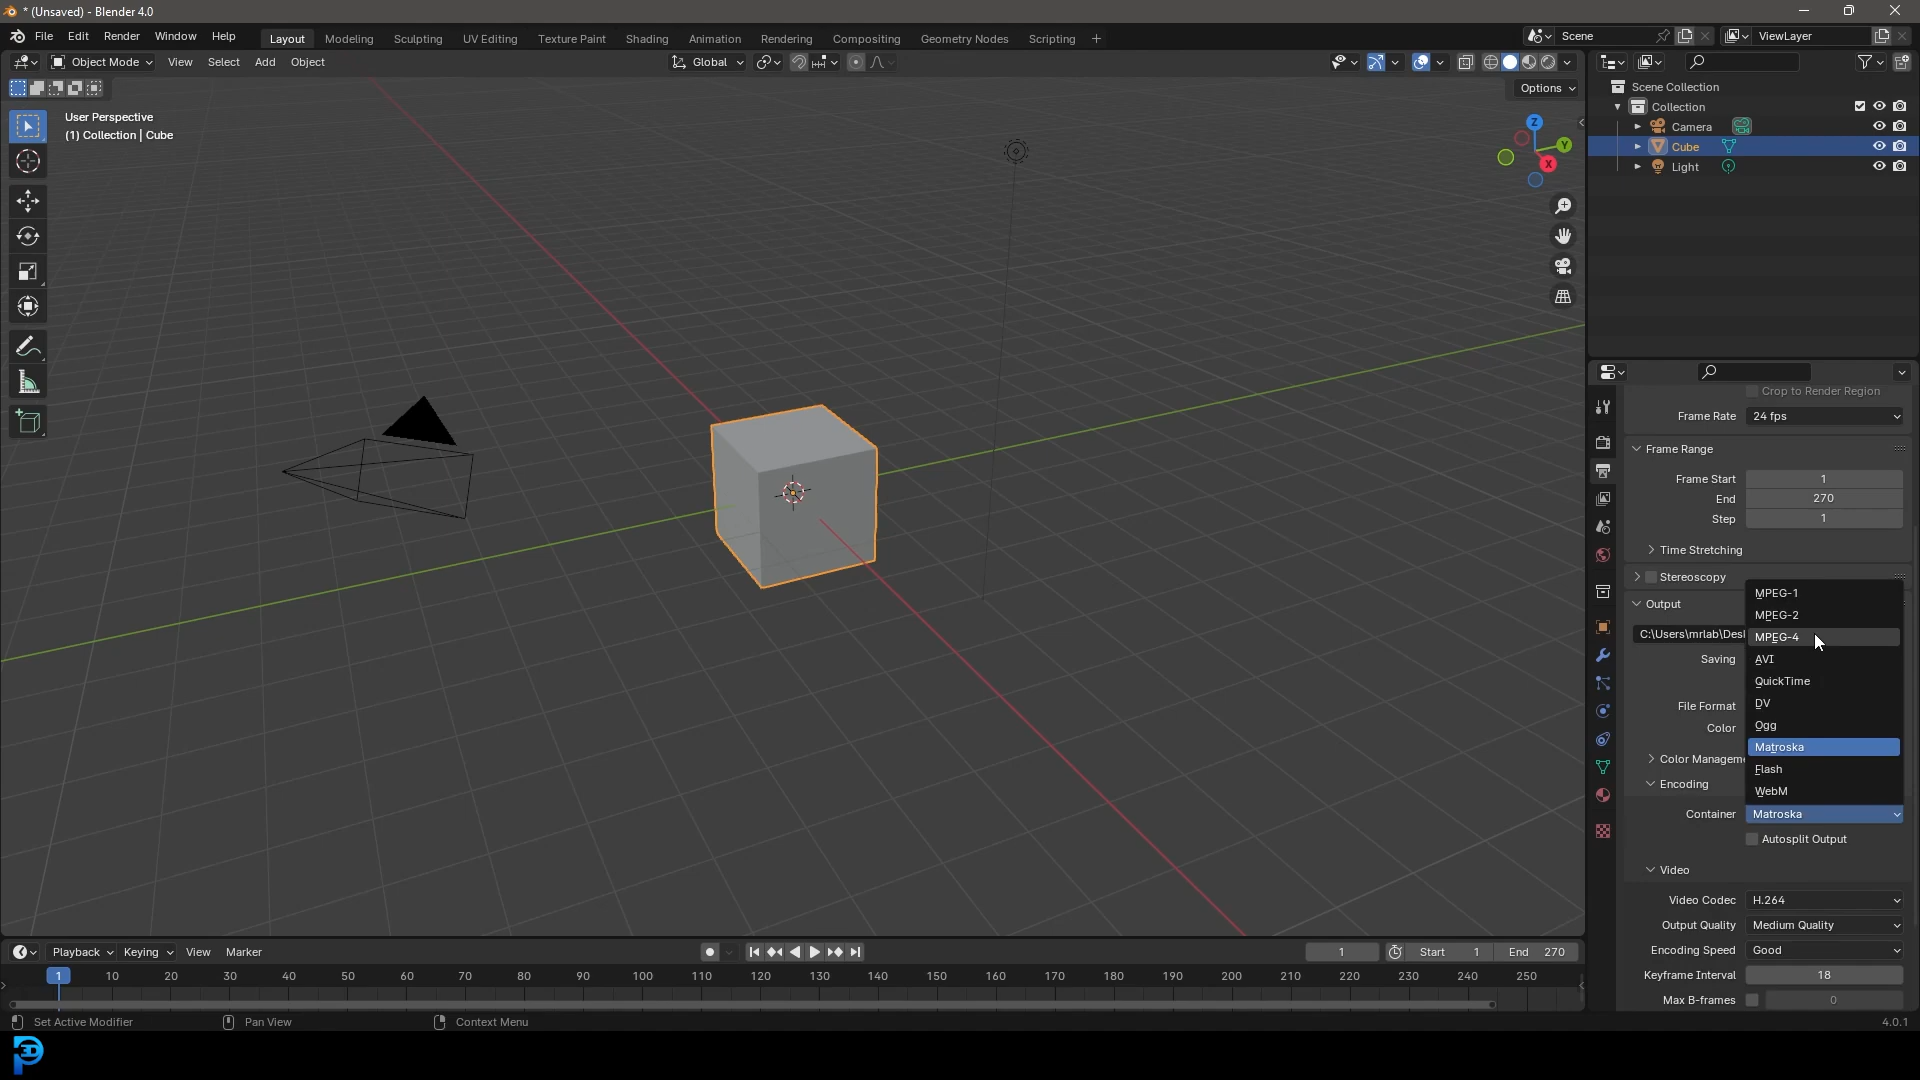 * (Unsaved) - Blender 4.0
File Edit Render Window Help
Layout Modeling Sculpting UV Editing Texture Paint Shading Animation Rendering Compositing Geometry Nodes Scripting +
Scene
ViewLayer
Object Mode View Select Add Object
Global
Options
User Perspective
(1) Collection | Cube
Z
Y
X
Scene Collection
Collection
Camera
Cube
Light
Crop to Render Region
Frame Rate 24 fps
Frame Range
Frame Start 1
End 270
Step 1
Time Stretching
Stereoscopy
Output
C:\Users\mrlab\Desl
Saving
File Format
Color
Color Manageme
Encoding
MPEG-1
MPEG-2
MPEG-4
AVI
QuickTime
DV
Ogg
Matroska
Flash
WebM
Container Matroska
Autosplit Output
Video
Video Codec H.264
Output Quality Medium Quality
Encoding Speed Good
Keyframe Interval 18
Max B-frames 0
Playback Keying View Marker
1 Start 1 End 270
1 10 20 30 40 50 60 70 80 90 100 110 120 130 140 150 160 170 180 190 200 210 220 230 240 250
Set Active Modifier Pan View Context Menu
4.0.1
3D